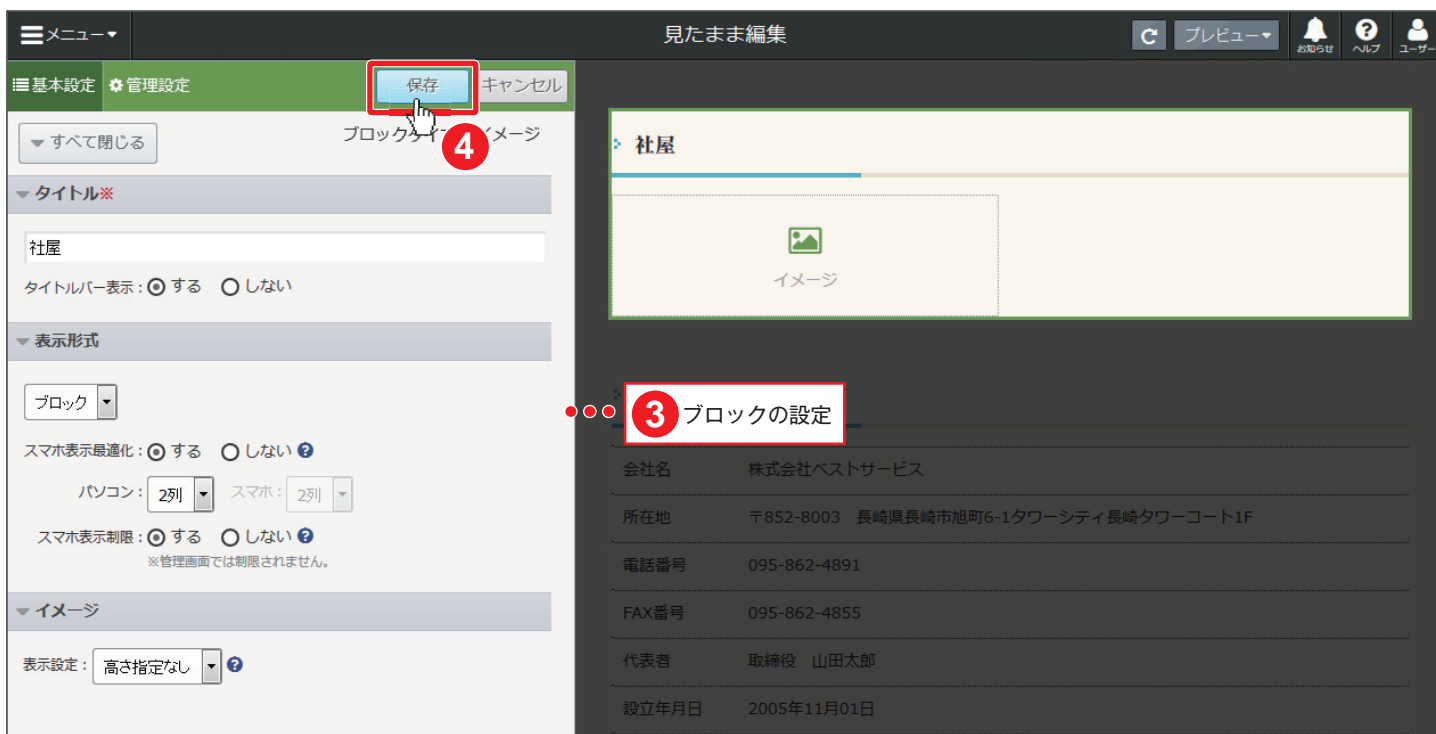 メニュー
見たまま編集
プレビュー
お知らせ
ヘルプ
ユーザー
基本設定
管理設定
保存
キャンセル
4
すべて閉じる
ブロックタイ イメージ
タイトル※
社屋
タイトルバー表示：する しない
表示形式
ブロック
スマホ表示最適化：する しない
パソコン： 2列 スマホ： 2列
スマホ表示制限：する しない
※管理画面では制限されません。
イメージ
表示設定： 高さ指定なし
社屋
イメージ
3 ブロックの設定
会社名 株式会社ベストサービス
所在地 〒852-8003 長崎県長崎市旭町6-1タワーシティ長崎タワーコート1F
電話番号 095-862-4891
FAX番号 095-862-4855
代表者 取締役 山田太郎
設立年月日 2005年11月01日